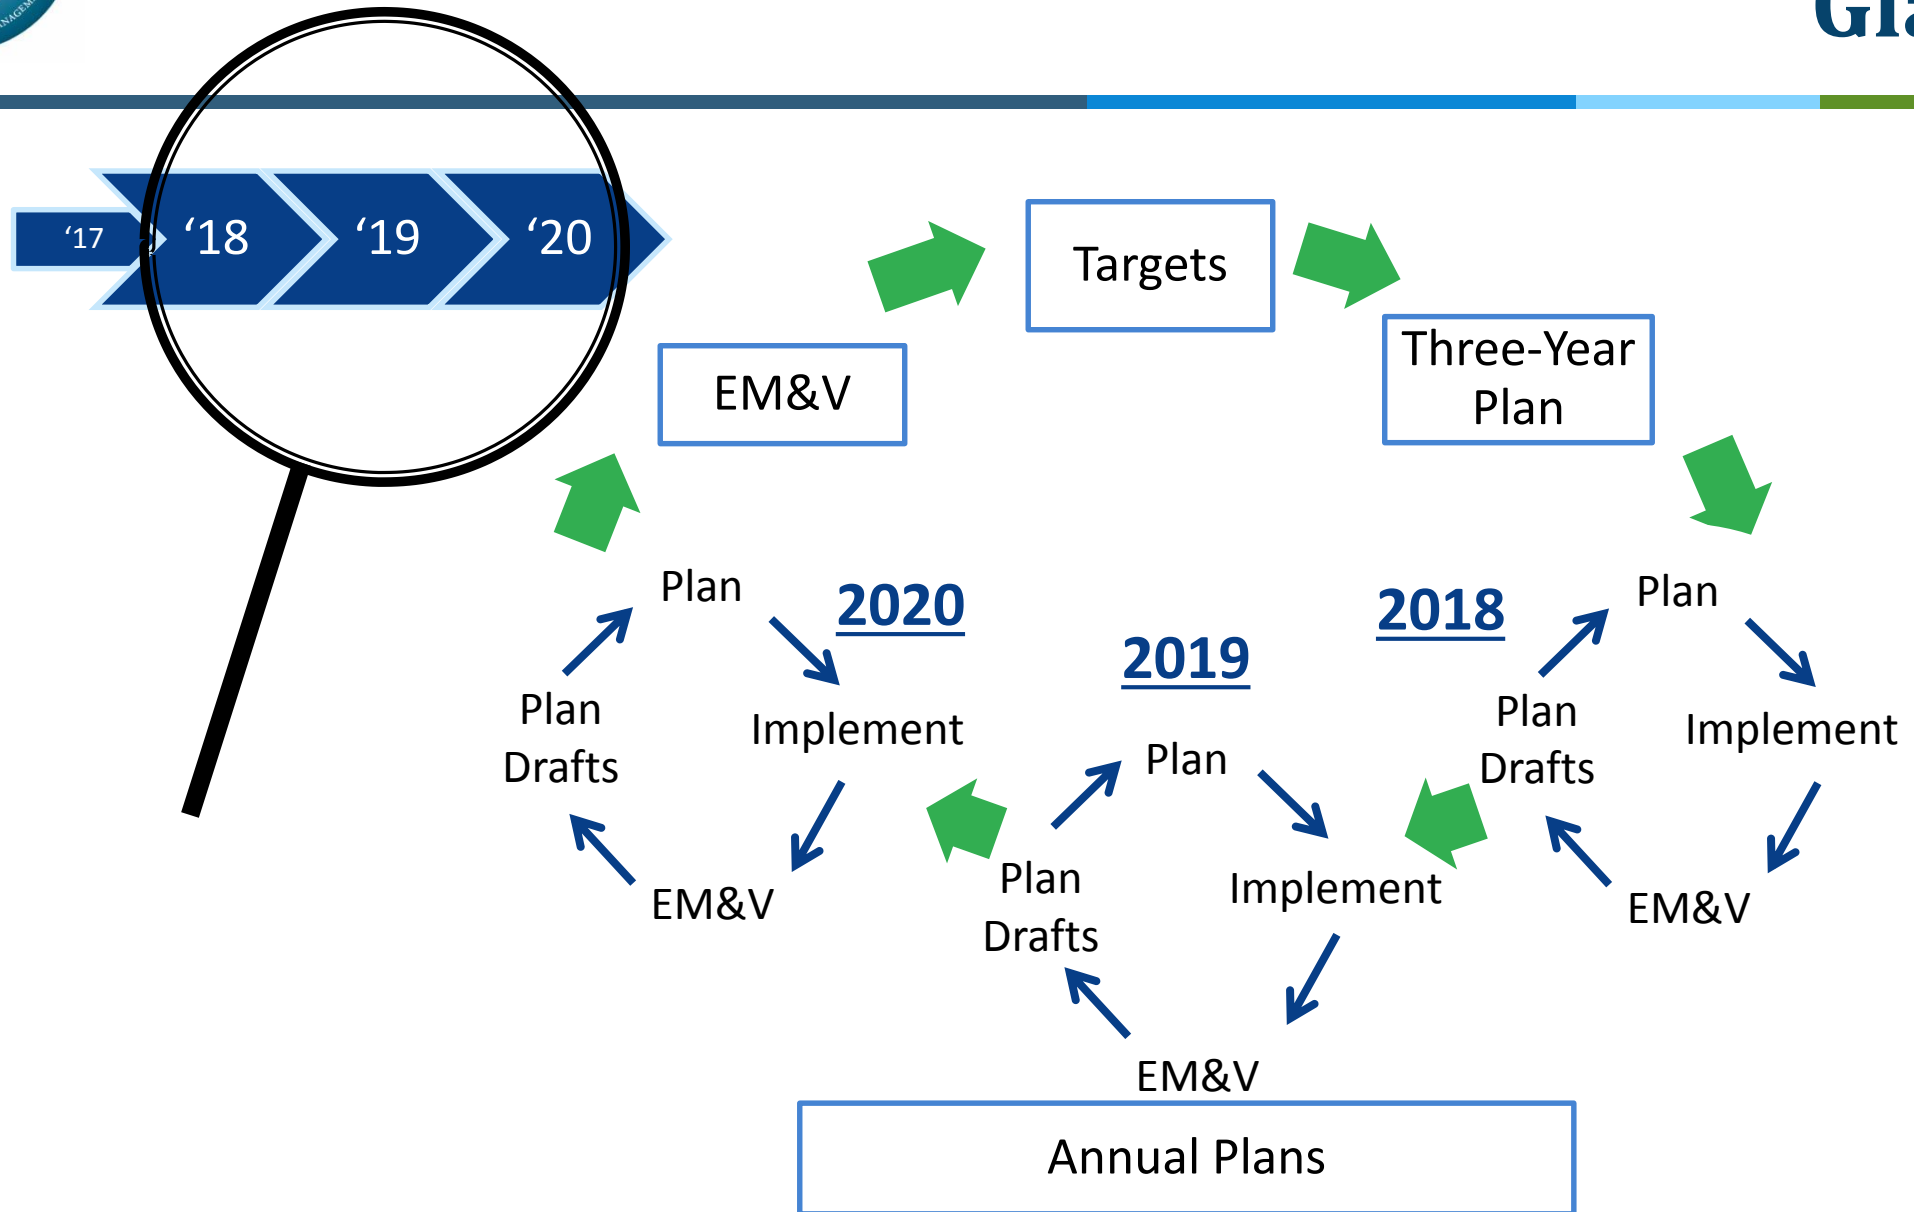 ‘17
‘18
‘19
‘20
Targets
Three-Year
Plan
EM&V
2020
Plan
Implement
EM&V
Plan
Drafts
2019
Plan
Implement
EM&V
Plan
Drafts
2018
Plan
Implement
EM&V
Plan
Drafts
Annual Plans